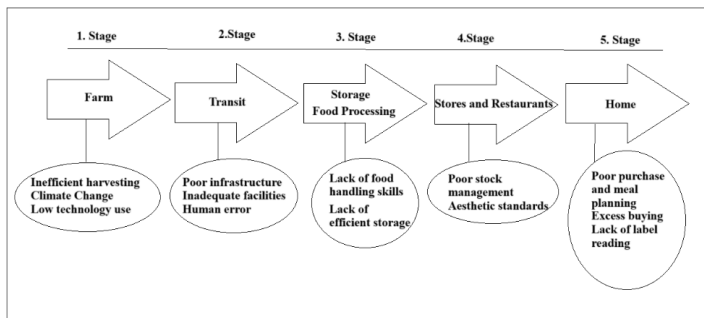 1. Stage
2.Stage
3. Stage
4.Stage
5. Stage
Farm
Transit
Storage
Food Processing
Stores and Restaurants
Home
Inefficient harvesting
Climate Change
Low technology use
Poor infrastructure
Inadequate facilities
Human error
Lack of food
handling skills
Lack of
efficient storage
Poor stock
management
Aesthetic standards
Poor purchase
and meal
planning
Excess buying
Lack of label
reading